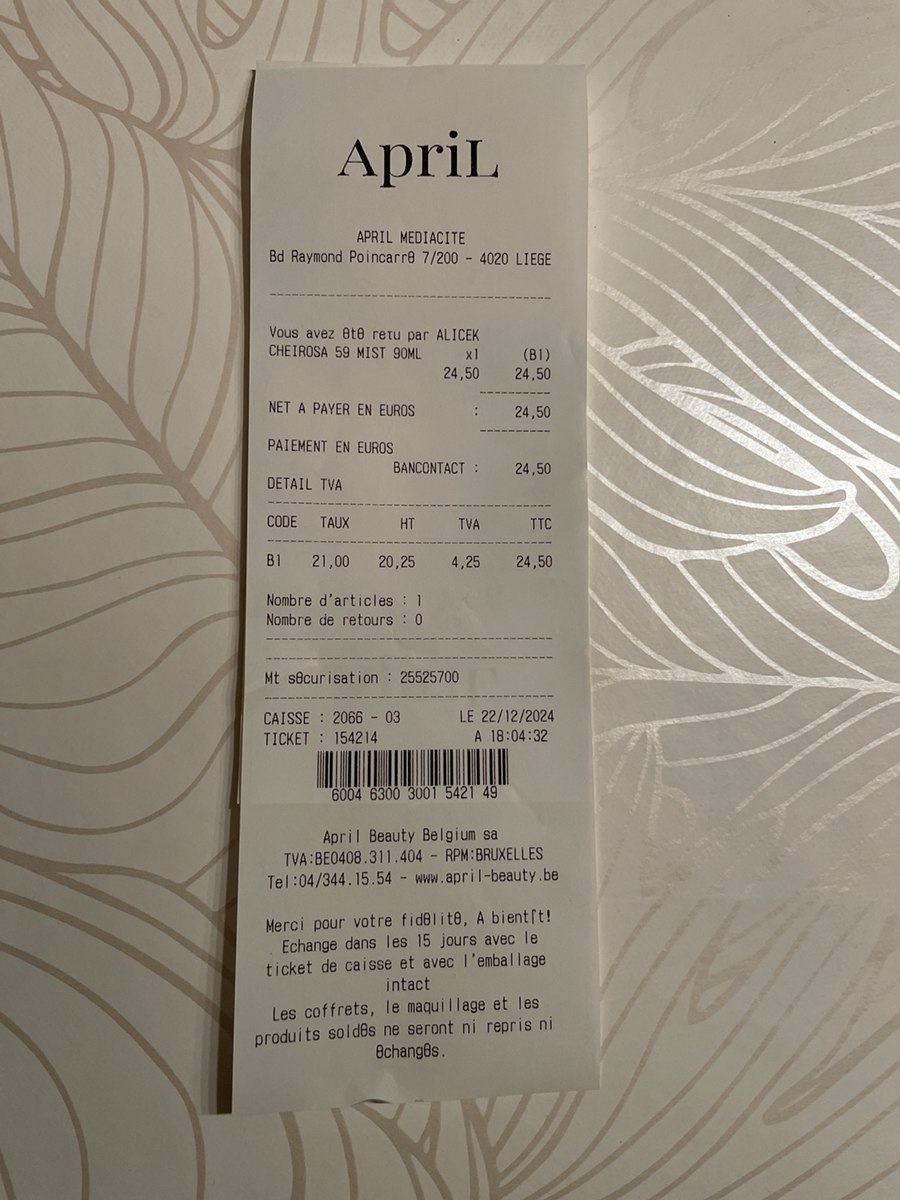 ApriL
APRIL MEDIACITE
Bd Raymond Poincarrθ 7/200 - 4020 LIEGE
Vous avez θtθ reτu par ALICEK
CHEIROSA 59 MIST 90ML x1 (B1)
24,50 24,50
NET A PAYER EN EUROS : 24,50
PAIEMENT EN EUROS
BANCONTACT : 24,50
DETAIL TVA
CODE TAUX HT TVA TTC
B1 21,00 20,25 4,25 24,50
Nombre d'articles : 1
Nombre de retours : 0
Mt sθcurisation : 25525700
CAISSE : 2066 - 03 LE 22/12/2024
TICKET : 154214 A 18:04:32
6004 6300 3001 5421 49
April Beauty Belgium sa
TVA:BE0408.311.404 - RPM:BRUXELLES
Tel:04/344.15.54 - www.april-beauty.be
Merci pour votre fidθlitθ, A bient⌠t!
Echange dans les 15 jours avec le
ticket de caisse et avec l'emballage
intact
Les coffrets, le maquillage et les
produits soldθs ne seront ni repris ni
θchangθs.